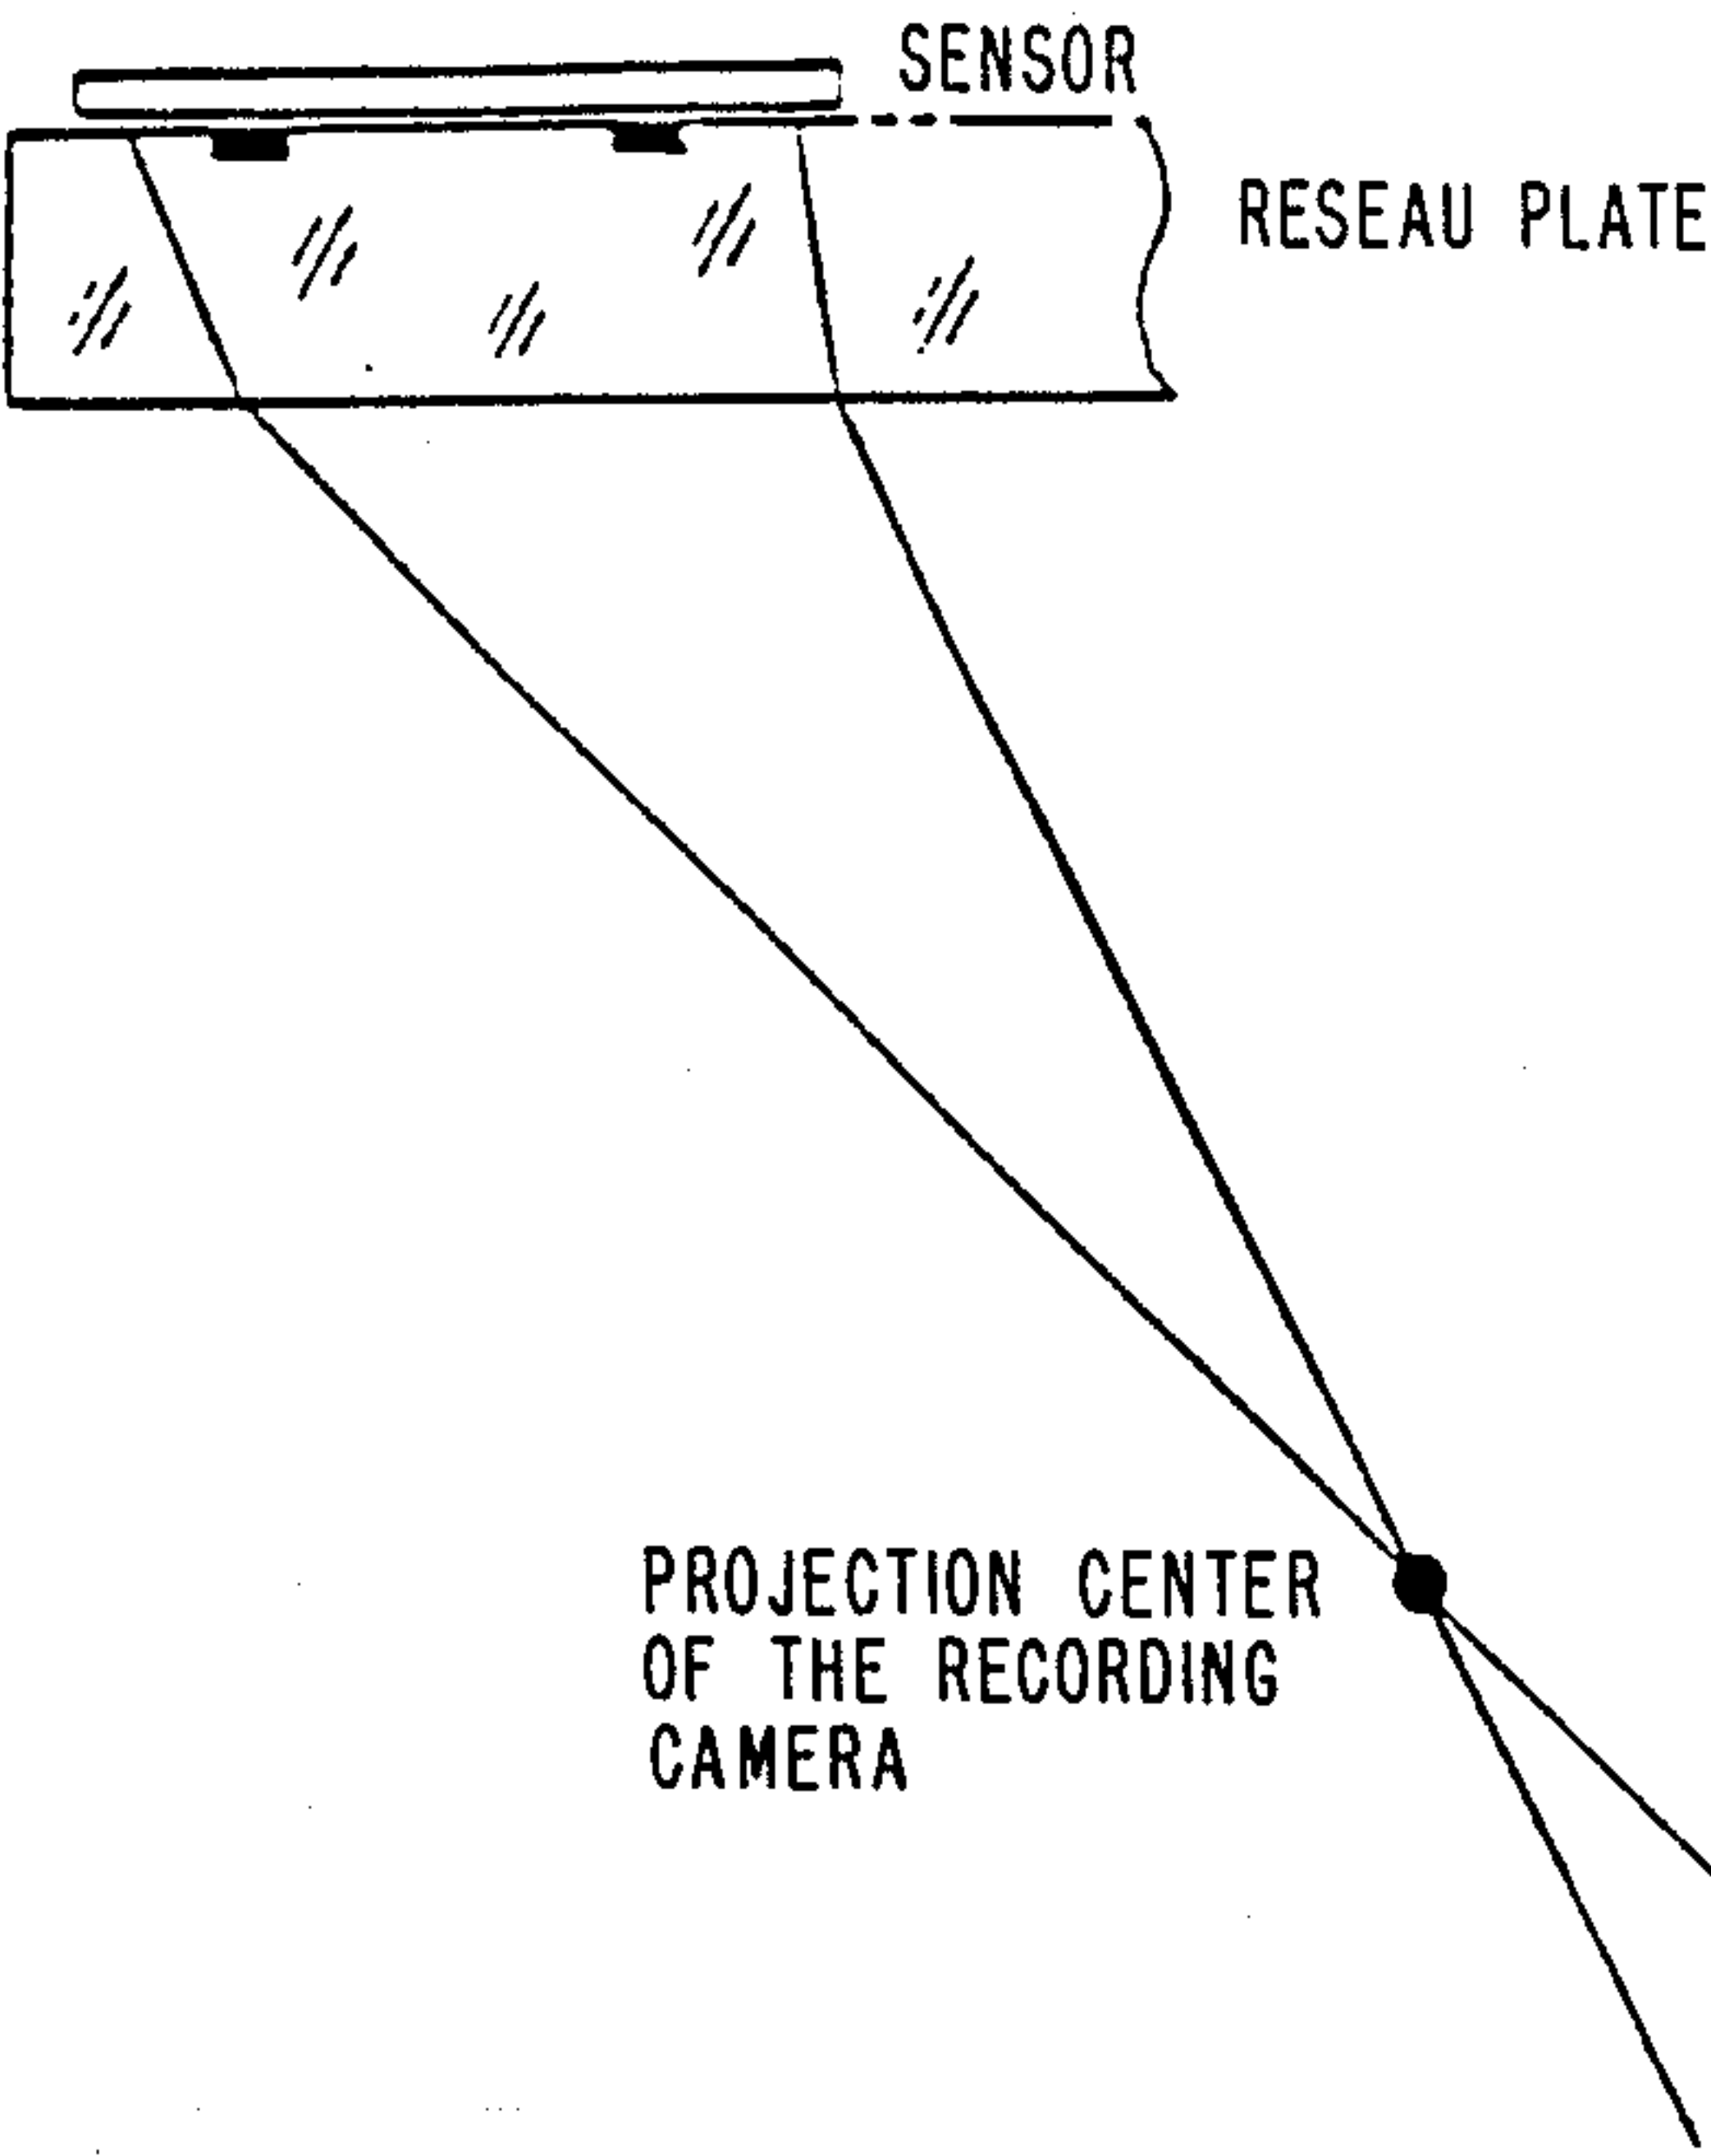 SENSOR
RESEAU PLATE
PROJECTION CENTER
OF THE RECORDING
CAMERA